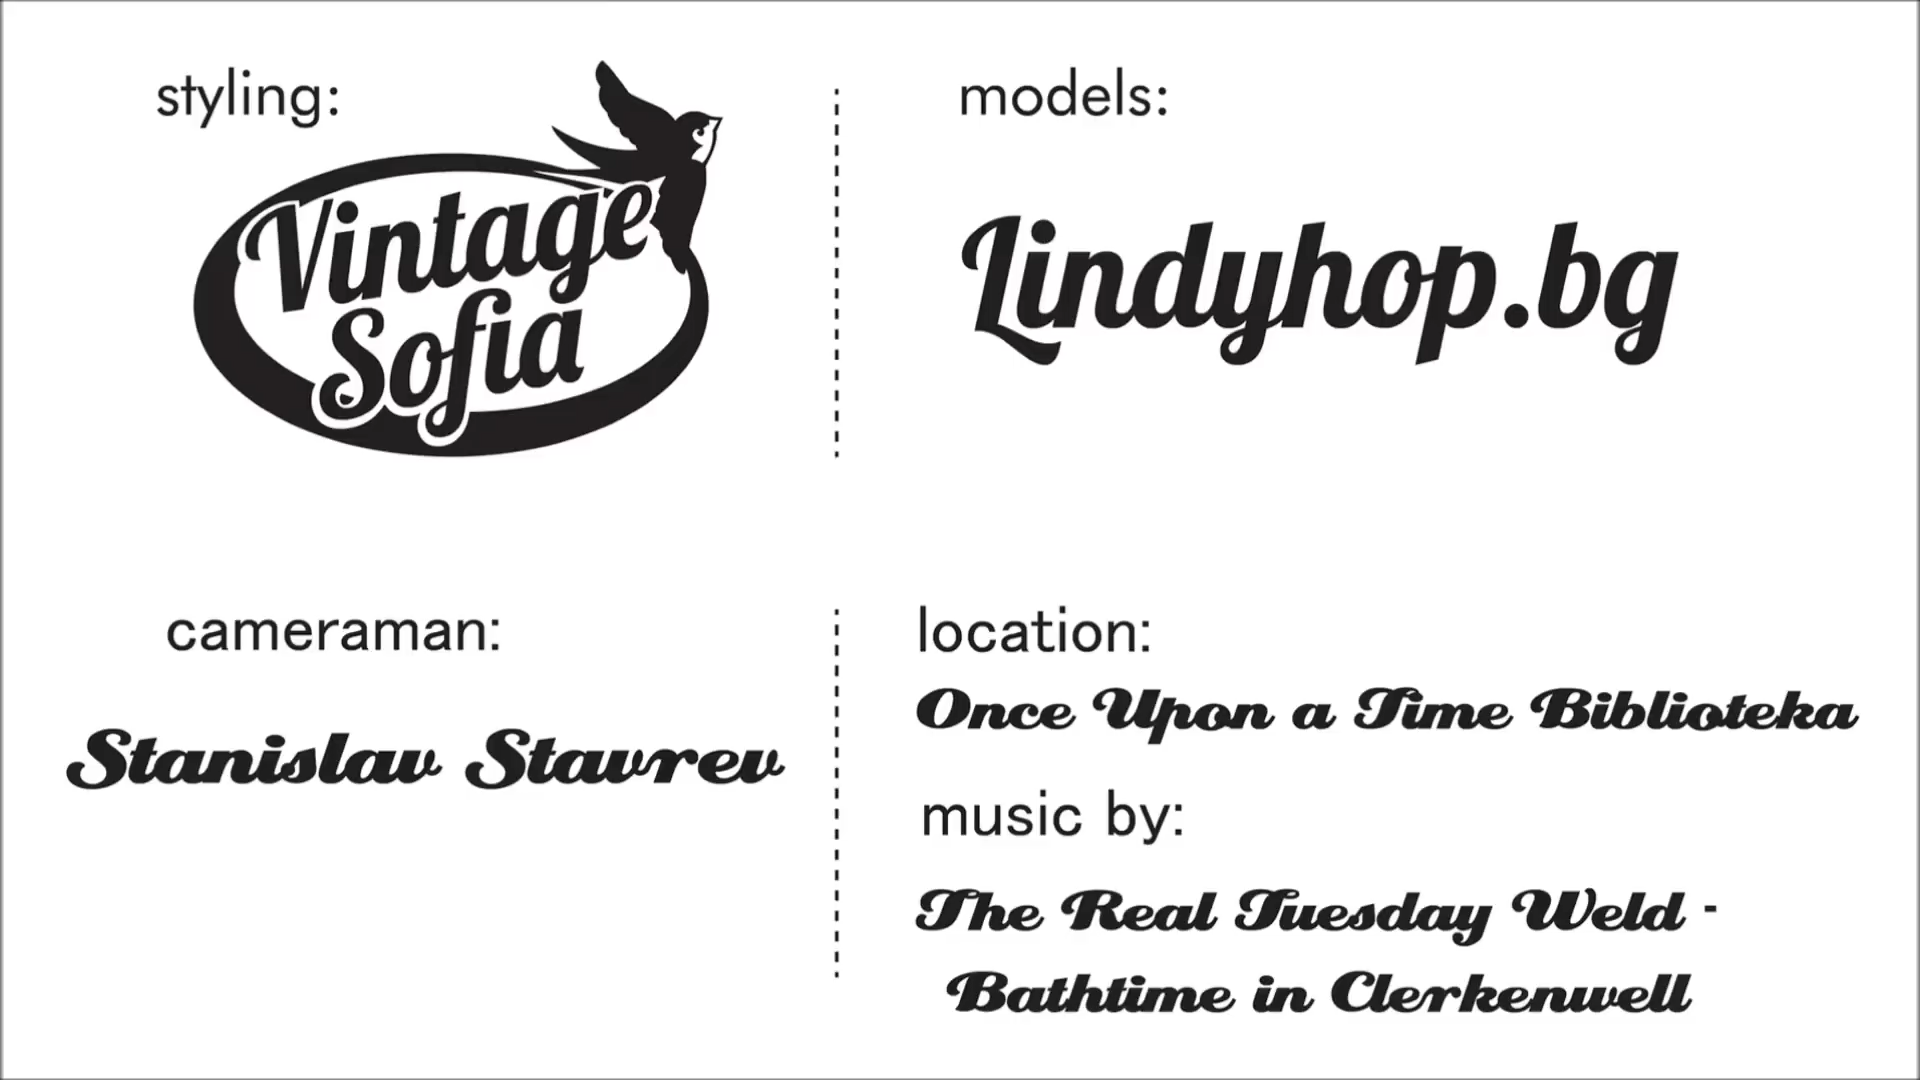 styling:
Vintage
Sofia
models:
Lindyhop.bg
cameraman:
Stanislav Stavrev
location:
Once Upon a Time Biblioteka
music by:
The Real Tuesday Weld -
Bathtime in Clerkenwell